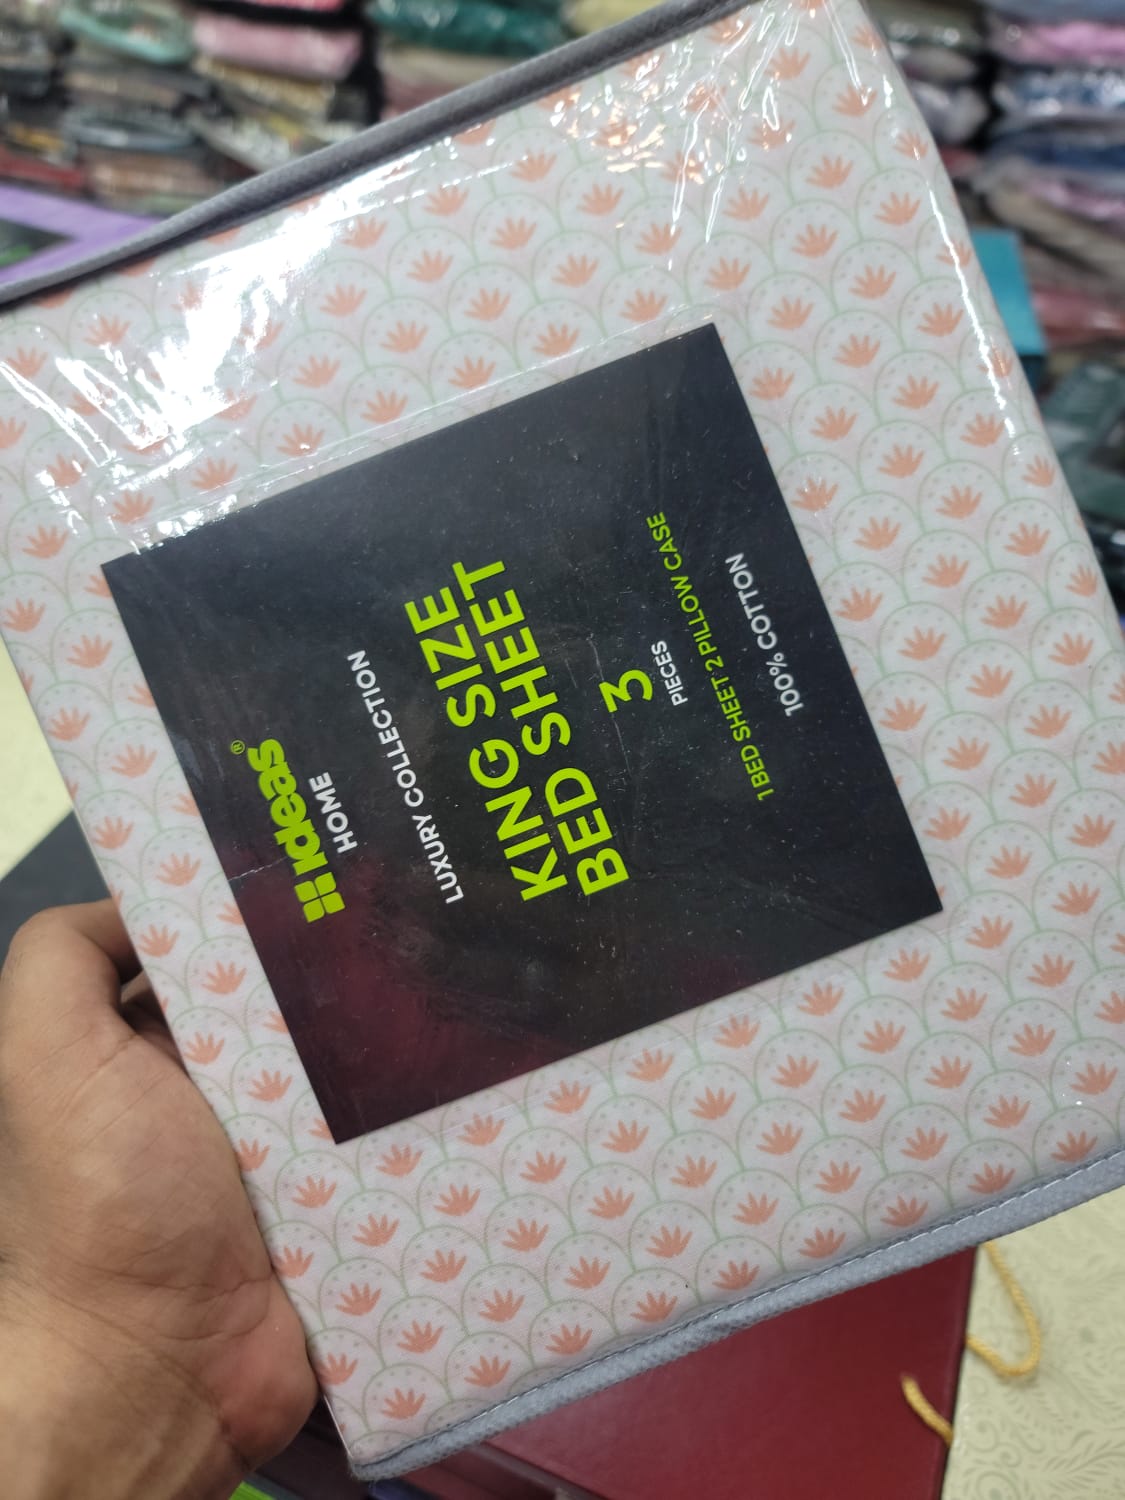 Ideas®
HOME
LUXURY COLLECTION
KING SIZE
BED SHEET
3
PIECES
1 BED SHEET 2 PILLOW CASE
100% COTTON